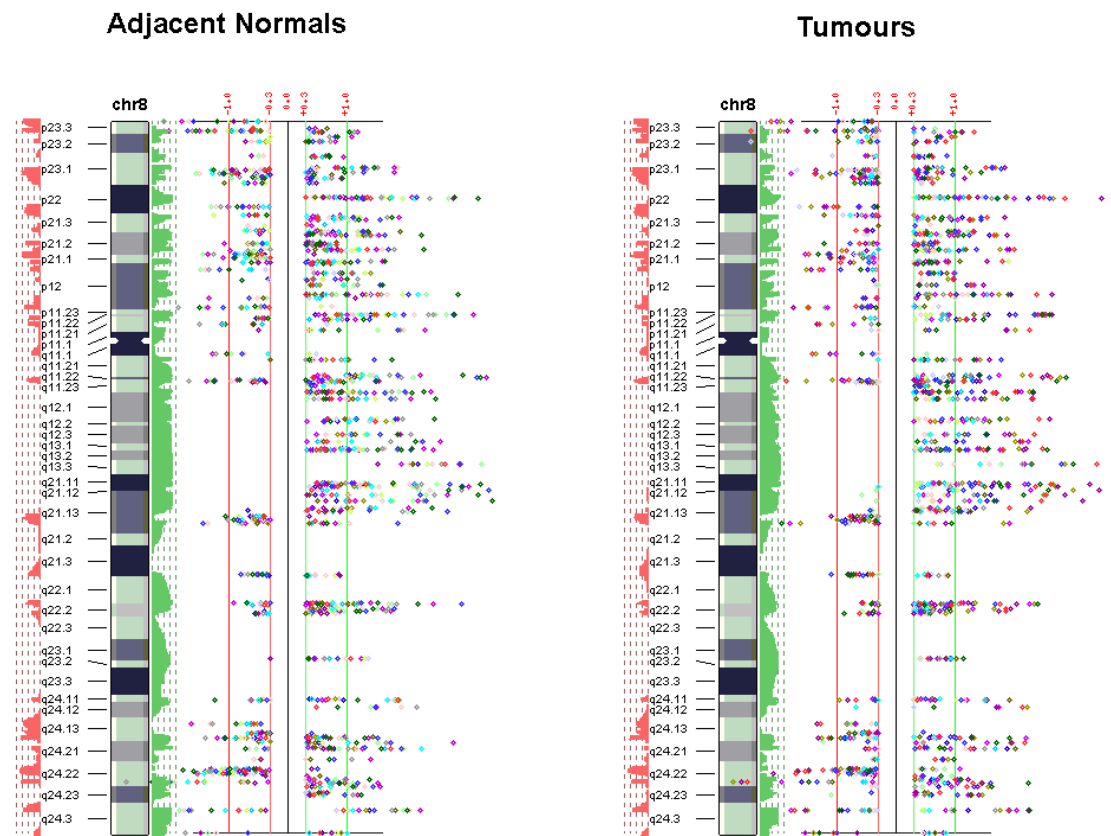 Adjacent Normals
Tumours
chr8
-1.0
-0.3
0.0
+0.3
+1.0
p23.3
p23.2
p23.1
p22
p21.3
p21.2
p21.1
p12
p11.23
p11.22
p11.21
p11.1
q11.1
q11.21
q11.22
q11.23
q12.1
q12.2
q12.3
q13.1
q13.2
q13.3
q21.11
q21.12
q21.13
q21.2
q21.3
q22.1
q22.2
q22.3
q23.1
q23.2
q23.3
q24.11
q24.12
q24.13
q24.21
q24.22
q24.23
q24.3
chr8
-1.0
-0.3
0.0
+0.3
+1.0
p23.3
p23.2
p23.1
p22
p21.3
p21.2
p21.1
p12
p11.23
p11.22
p11.21
p11.1
q11.1
q11.21
q11.22
q11.23
q12.1
q12.2
q12.3
q13.1
q13.2
q13.3
q21.11
q21.12
q21.13
q21.2
q21.3
q22.1
q22.2
q22.3
q23.1
q23.2
q23.3
q24.11
q24.12
q24.13
q24.21
q24.22
q24.23
q24.3